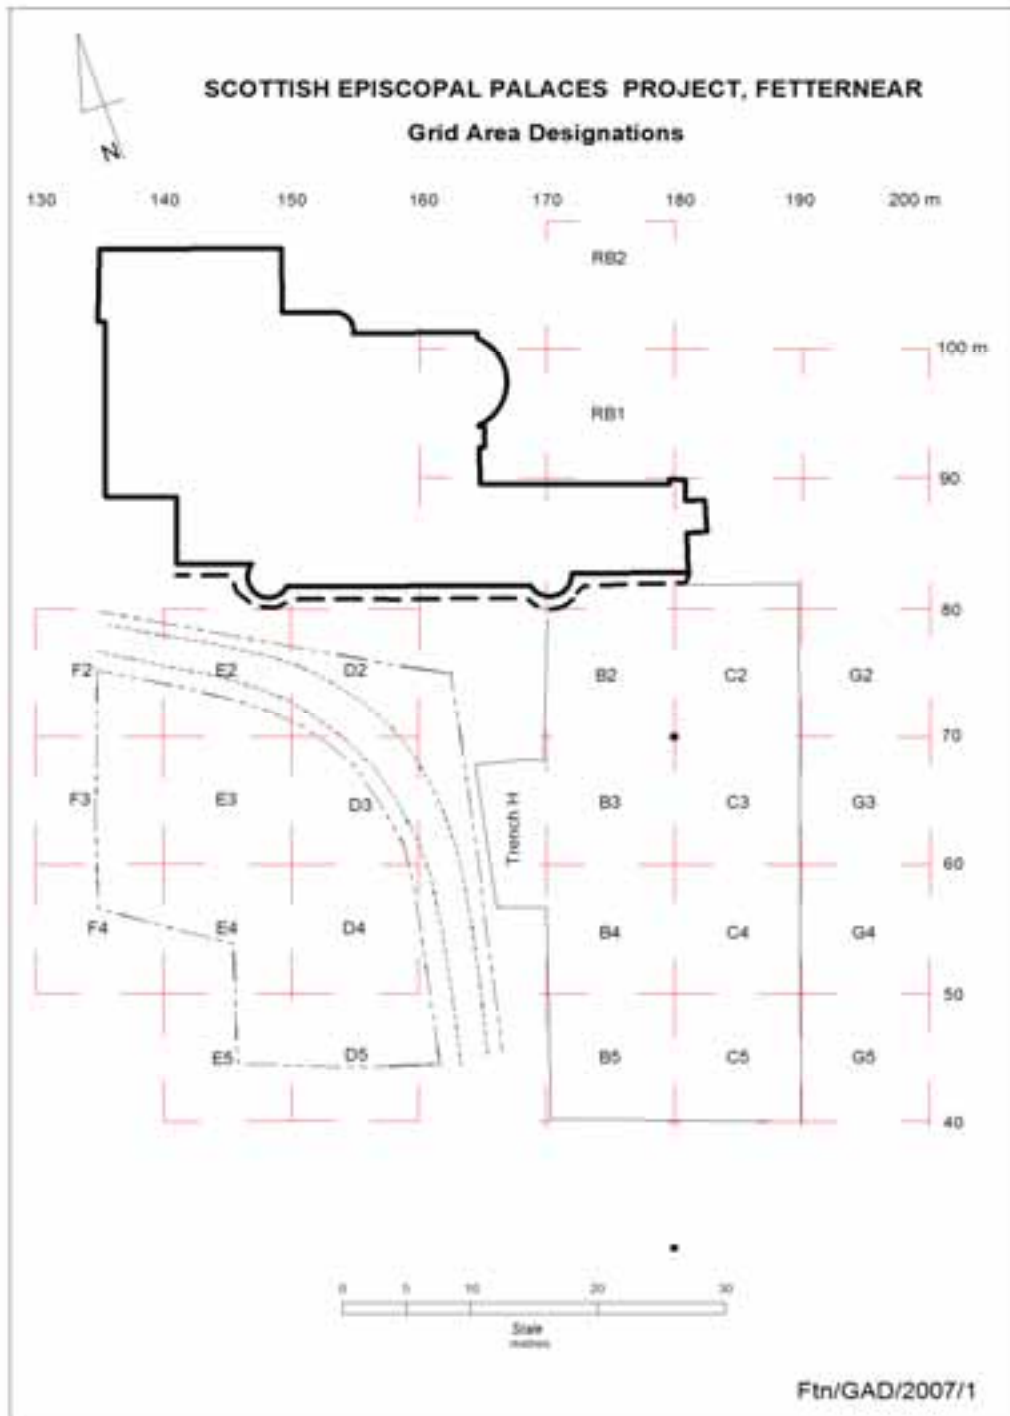 N
SCOTTISH EPISCOPAL PALACES PROJECT, FETTERNEAR
Grid Area Designations
130 140 150 160 170 180 190 200 m
RB2
100 m
RB1
90
80
F2 E2 D2 B2 C2 G2
70
F3 E3 D3 Trench H B3 C3 G3
60
F4 E4 D4 B4 C4 G4
50
E5 D5 B5 C5 G5
40
0 5 10 20 30
Scale
metres
Ftn/GAD/2007/1